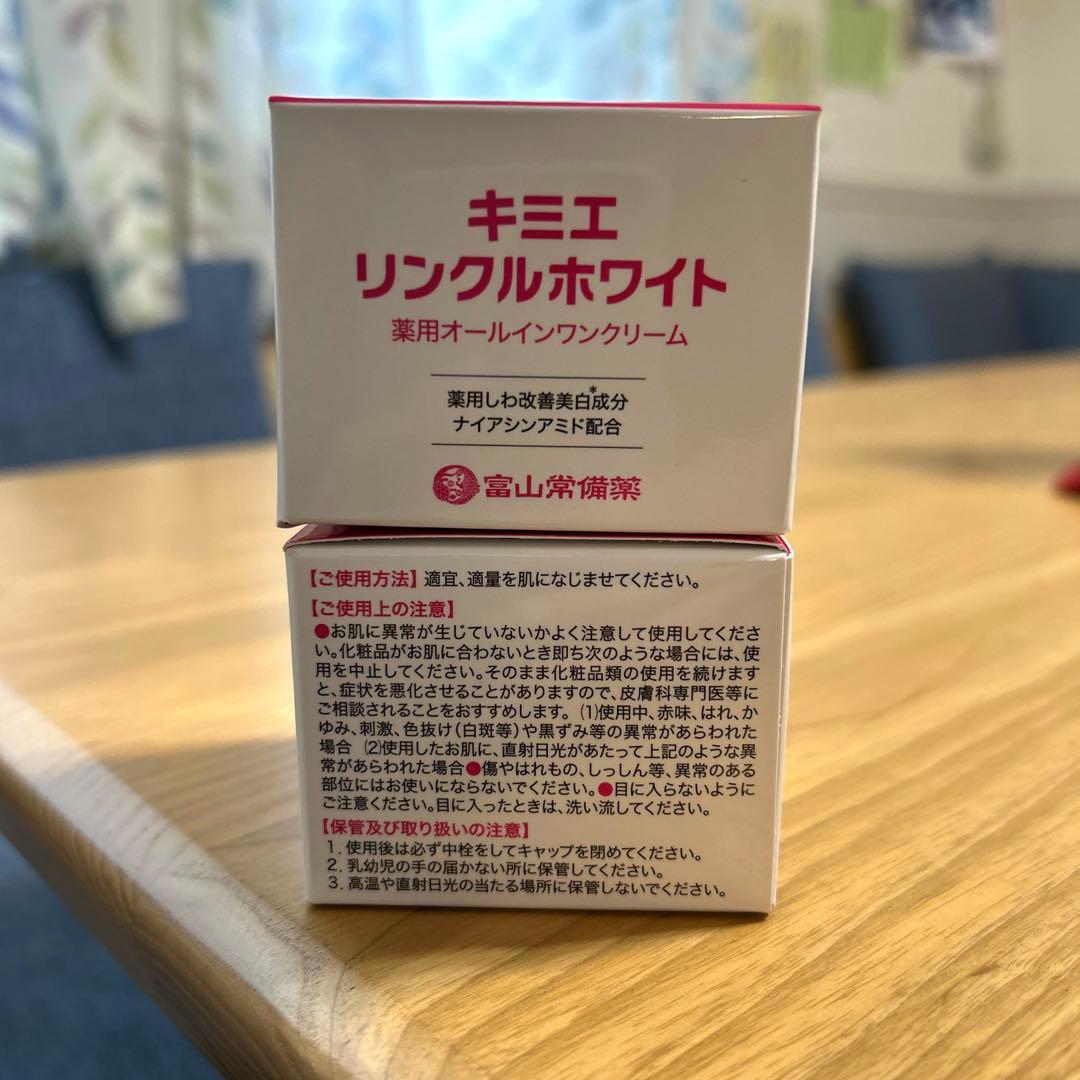 キミエ
リンクルホワイト
薬用オールインワンクリーム
薬用しわ改善美白*成分
ナイアシンアミド配合
富山常備薬
【ご使用方法】適宜、適量を肌になじませてください。
【ご使用上の注意】
●お肌に異常が生じていないかよく注意して使用してくださ
い。化粧品がお肌に合わないとき即ち次のような場合には、使
用を中止してください。そのまま化粧品類の使用を続けます
と、症状を悪化させることがありますので、皮膚科専門医等に
ご相談されることをおすすめします。(1)使用中、赤味、はれ、か
ゆみ、刺激、色抜け(白斑等)や黒ずみ等の異常があらわれた
場合 (2)使用したお肌に、直射日光があたって上記のような異
常があらわれた場合●傷やはれもの、しっしん等、異常のある
部位にはお使いにならないでください。●目に入らないように
ご注意ください。目に入ったときは、洗い流してください。
【保管及び取り扱いの注意】
1. 使用後は必ず中栓をしてキャップを閉めてください。
2. 乳幼児の手の届かない所に保管してください。
3. 高温や直射日光の当たる場所に保管しないでください。